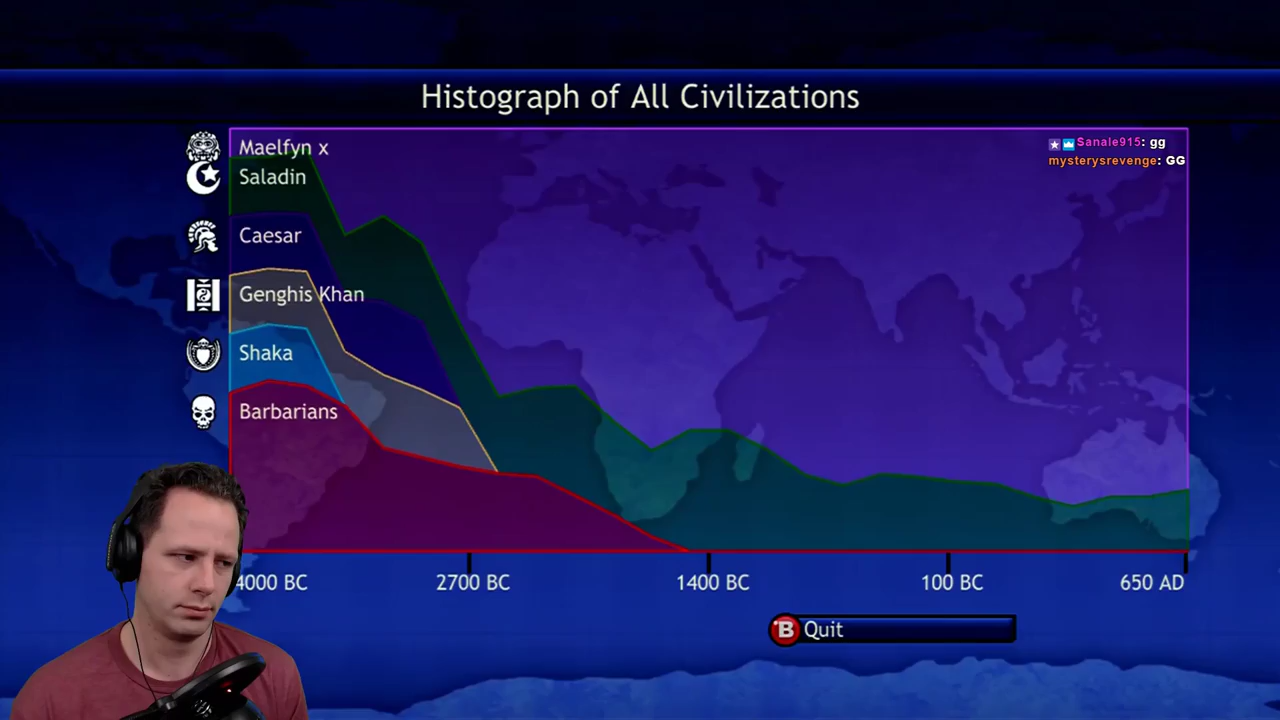 Histograph of All Civilizations
Maelfyn x
Sanale915: gg
mysterysrevenge: GG
Saladin
Caesar
Genghis Khan
Shaka
Barbarians
4000 BC
2700 BC
1400 BC
100 BC
650 AD
B Quit